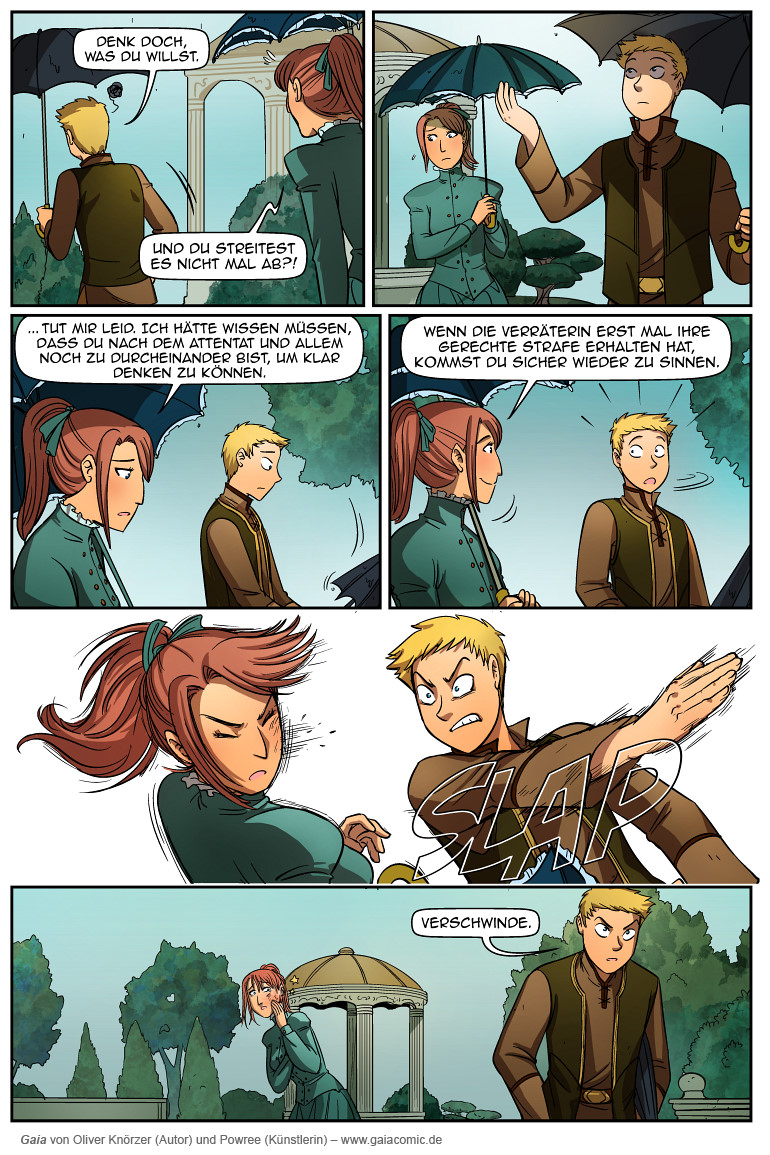 DENK DOCH,
WAS DU WILLST.
UND DU STREITEST
ES NICHT MAL AB?!
... TUT MIR LEID. ICH HÄTTE WISSEN MÜSSEN,
DASS DU NACH DEM ATTENTAT UND ALLEM
NOCH ZU DURCHEINANDER BIST, UM KLAR
DENKEN ZU KÖNNEN.
WENN DIE VERRÄTERIN ERST MAL IHRE
GERECHTE STRAFE ERHALTEN HAT,
KOMMST DU SICHER WIEDER ZU SINNEN.
SLAP
VERSCHWINDE.
Gaia von Oliver Knörzer (Autor) und Powree (Künstlerin) – www.gaiacomic.de